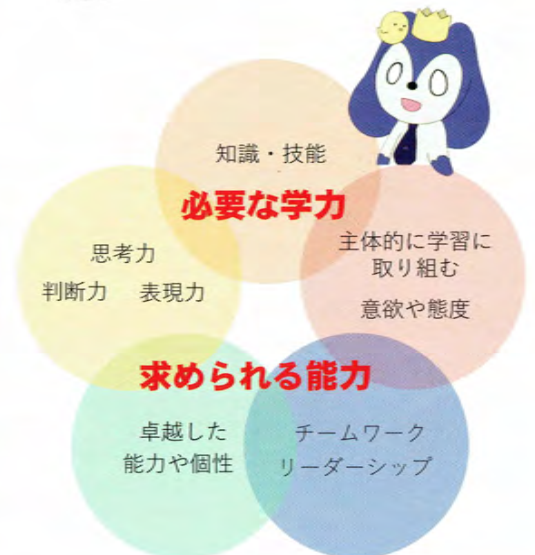 知識・技能
必要な学力
思考力
判断力 表現力
主体的に学習に
取り組む
意欲や態度
求められる能力
卓越した
能力や個性
チームワーク
リーダーシップ